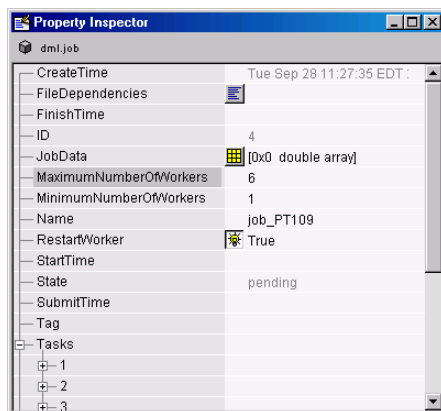 Property Inspector
dml.job
CreateTime Tue Sep 28 11:27:35 EDT
FileDependencies
FinishTime
ID 4
JobData [0x0 double array]
MaximumNumberOfWorkers 6
MinimumNumberOfWorkers 1
Name job_PT109
RestartWorker True
StartTime
State pending
SubmitTime
Tag
Tasks
1
2
3